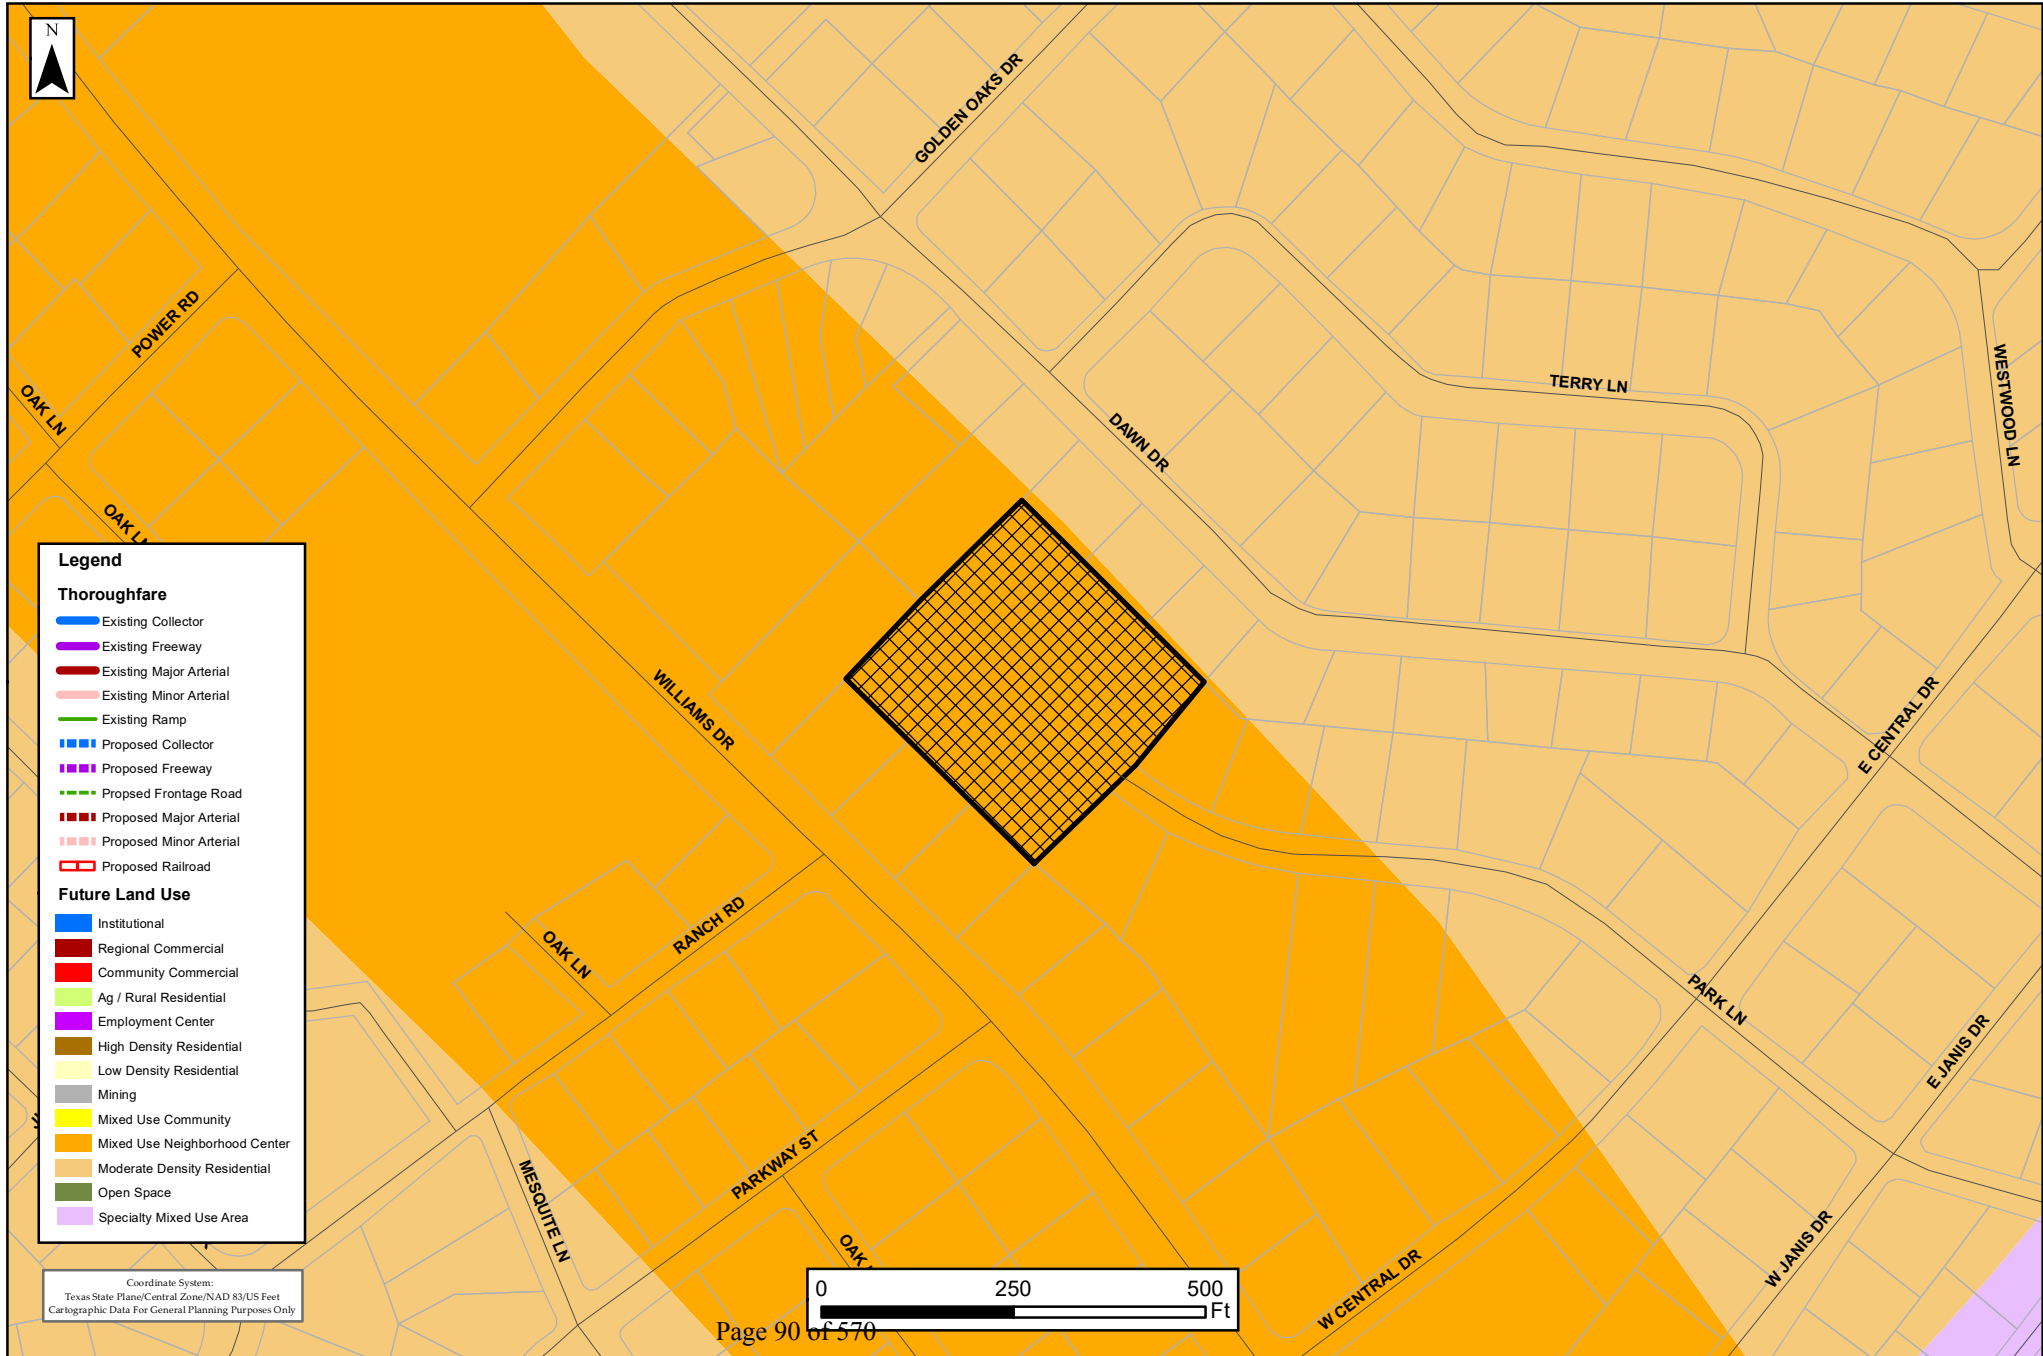 N
GOLDEN OAKS DR
POWER RD
OAK LN
WESTWOOD LN
TERRY LN
DAWN DR
OAK LN
Legend
Thoroughfare
Existing Collector
Existing Freeway
Existing Major Arterial
Existing Minor Arterial
Existing Ramp
Proposed Collector
Proposed Freeway
Propsed Frontage Road
Proposed Major Arterial
Proposed Minor Arterial
Proposed Railroad
Future Land Use
Institutional
Regional Commercial
Community Commercial
Ag / Rural Residential
Employment Center
High Density Residential
Low Density Residential
Mining
Mixed Use Community
Mixed Use Neighborhood Center
Moderate Density Residential
Open Space
Specialty Mixed Use Area
WILLIAMS DR
E CENTRAL DR
RANCH RD
OAK LN
PARK LN
E JANIS DR
PARKWAY ST
MESQUITE LN
OAK
W JANIS DR
W CENTRAL DR
Coordinate System:
Texas State Plane/Central Zone/NAD 83/US Feet
Cartographic Data For General Planning Purposes Only
0 250 500
Ft
Page 90 of 570